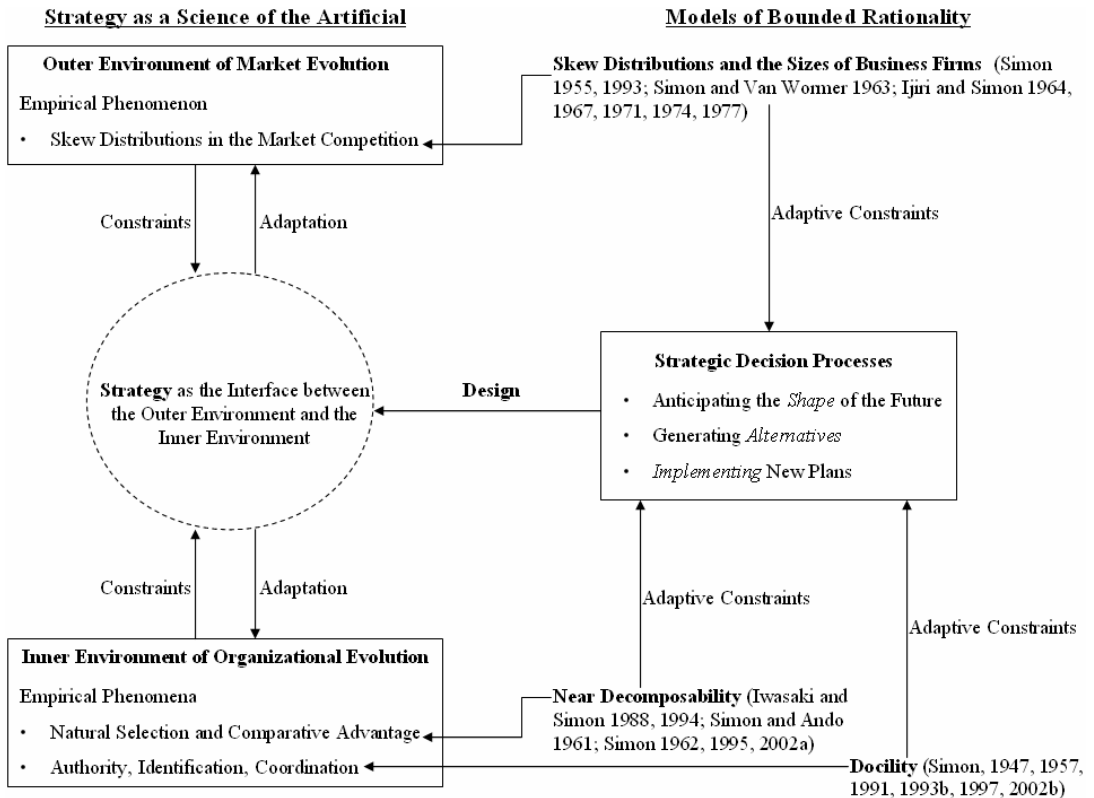 Strategy as a Science of the Artificial
Models of Bounded Rationality
Outer Environment of Market Evolution
Empirical Phenomenon
• Skew Distributions in the Market Competition
Skew Distributions and the Sizes of Business Firms (Simon
1955, 1993; Simon and Van Wormer 1963; Ijiri and Simon 1964,
1967, 1971, 1974, 1977)
Constraints
Adaptation
Adaptive Constraints
Strategy as the Interface between
the Outer Environment and the
Inner Environment
Design
Strategic Decision Processes
• Anticipating the Shape of the Future
• Generating Alternatives
• Implementing New Plans
Constraints
Adaptation
Adaptive Constraints
Adaptive Constraints
Inner Environment of Organizational Evolution
Empirical Phenomena
• Natural Selection and Comparative Advantage
• Authority, Identification, Coordination
Near Decomposability (Iwasaki and
Simon 1988, 1994; Simon and Ando
1961; Simon 1962, 1995, 2002a)
Docility (Simon, 1947, 1957,
1991, 1993b, 1997, 2002b)